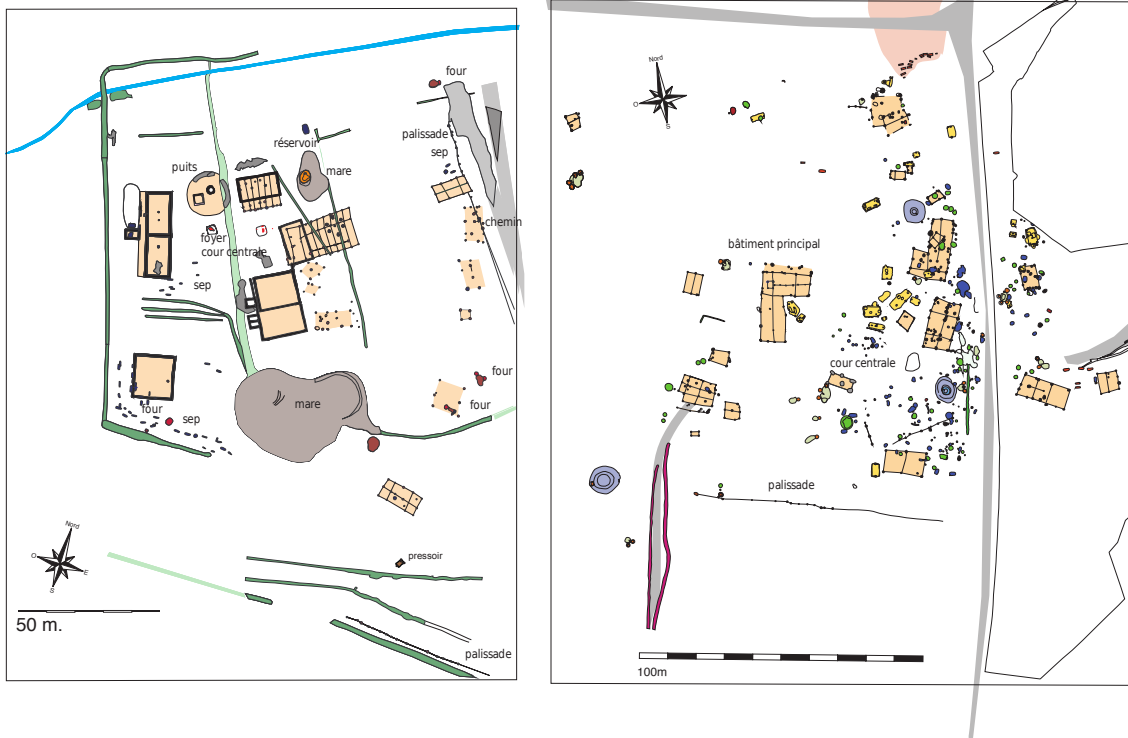 four
palissade
sep
réservoir
mare
puits
chemin
foyer
cour centrale
sep
four
four
mare
four
sep
Nord
O
E
S
pressoir
50 m.
palissade
Nord
O
S
bâtiment principal
cour centrale
palissade
100m